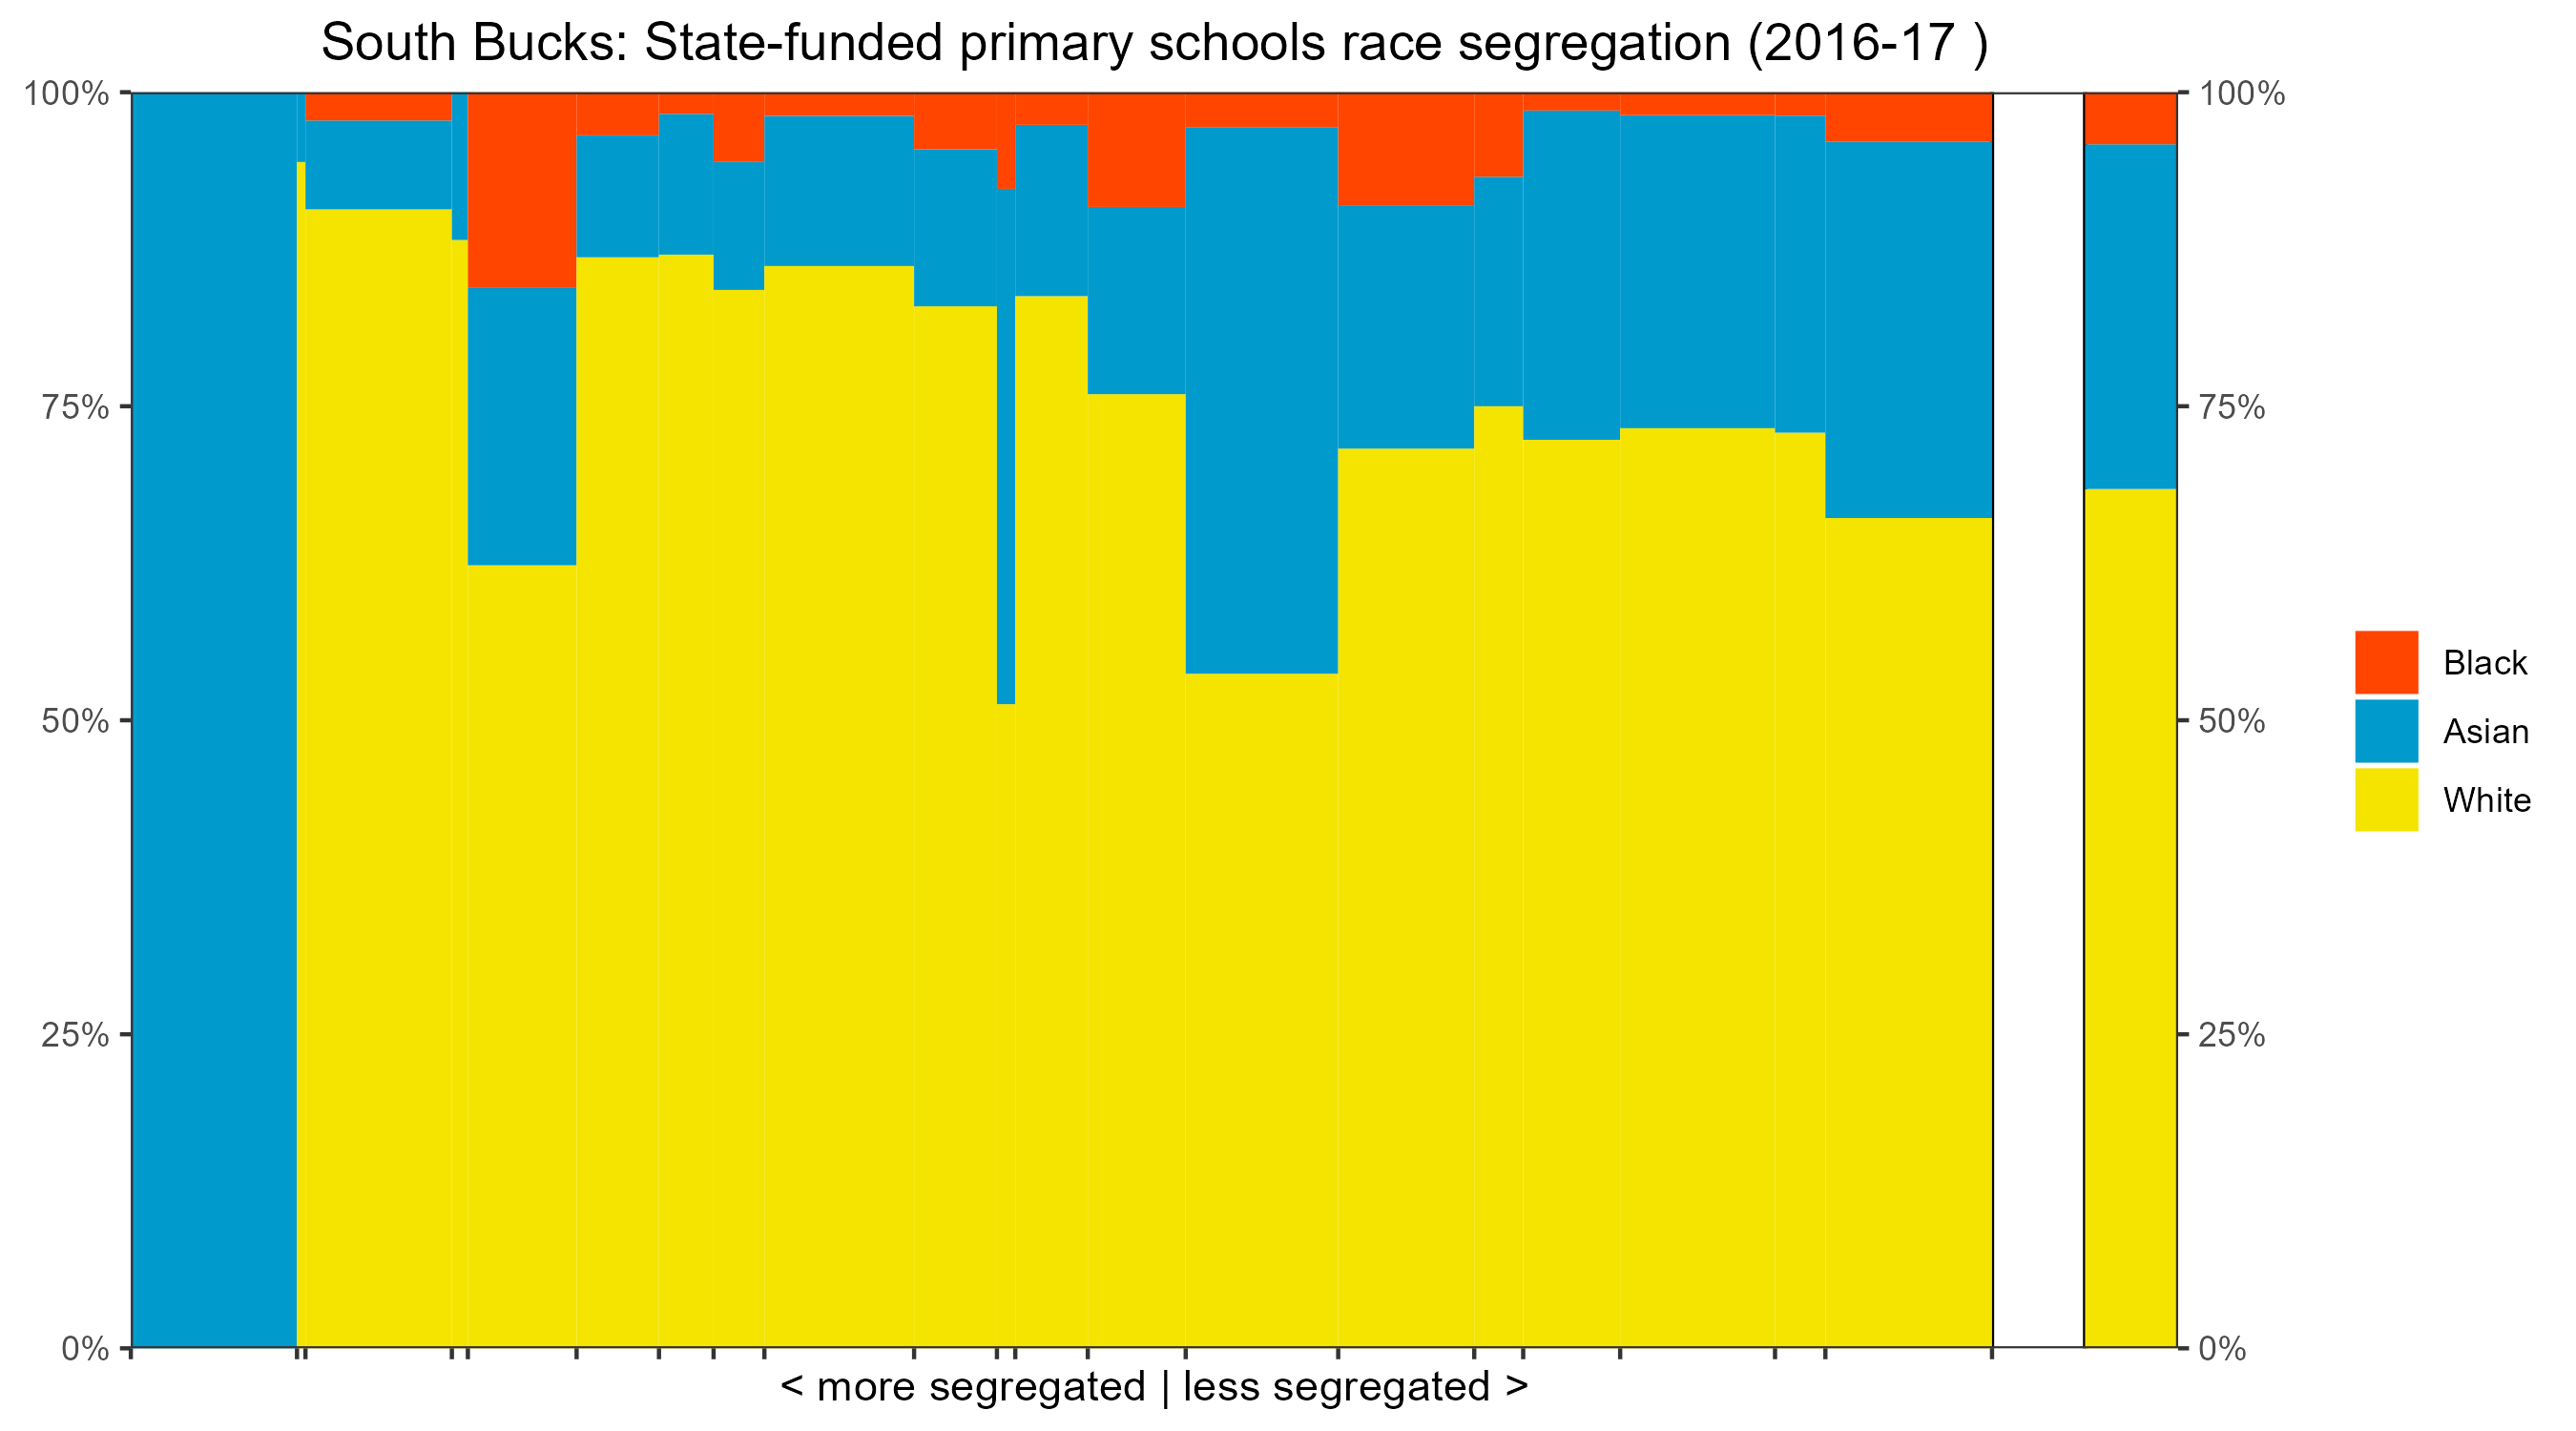 South Bucks: State-funded primary schools race segregation (2016-17 )
100%
75%
50%
25%
0%
100%
75%
50%
25%
0%
Black
Asian
White
< more segregated | less segregated >